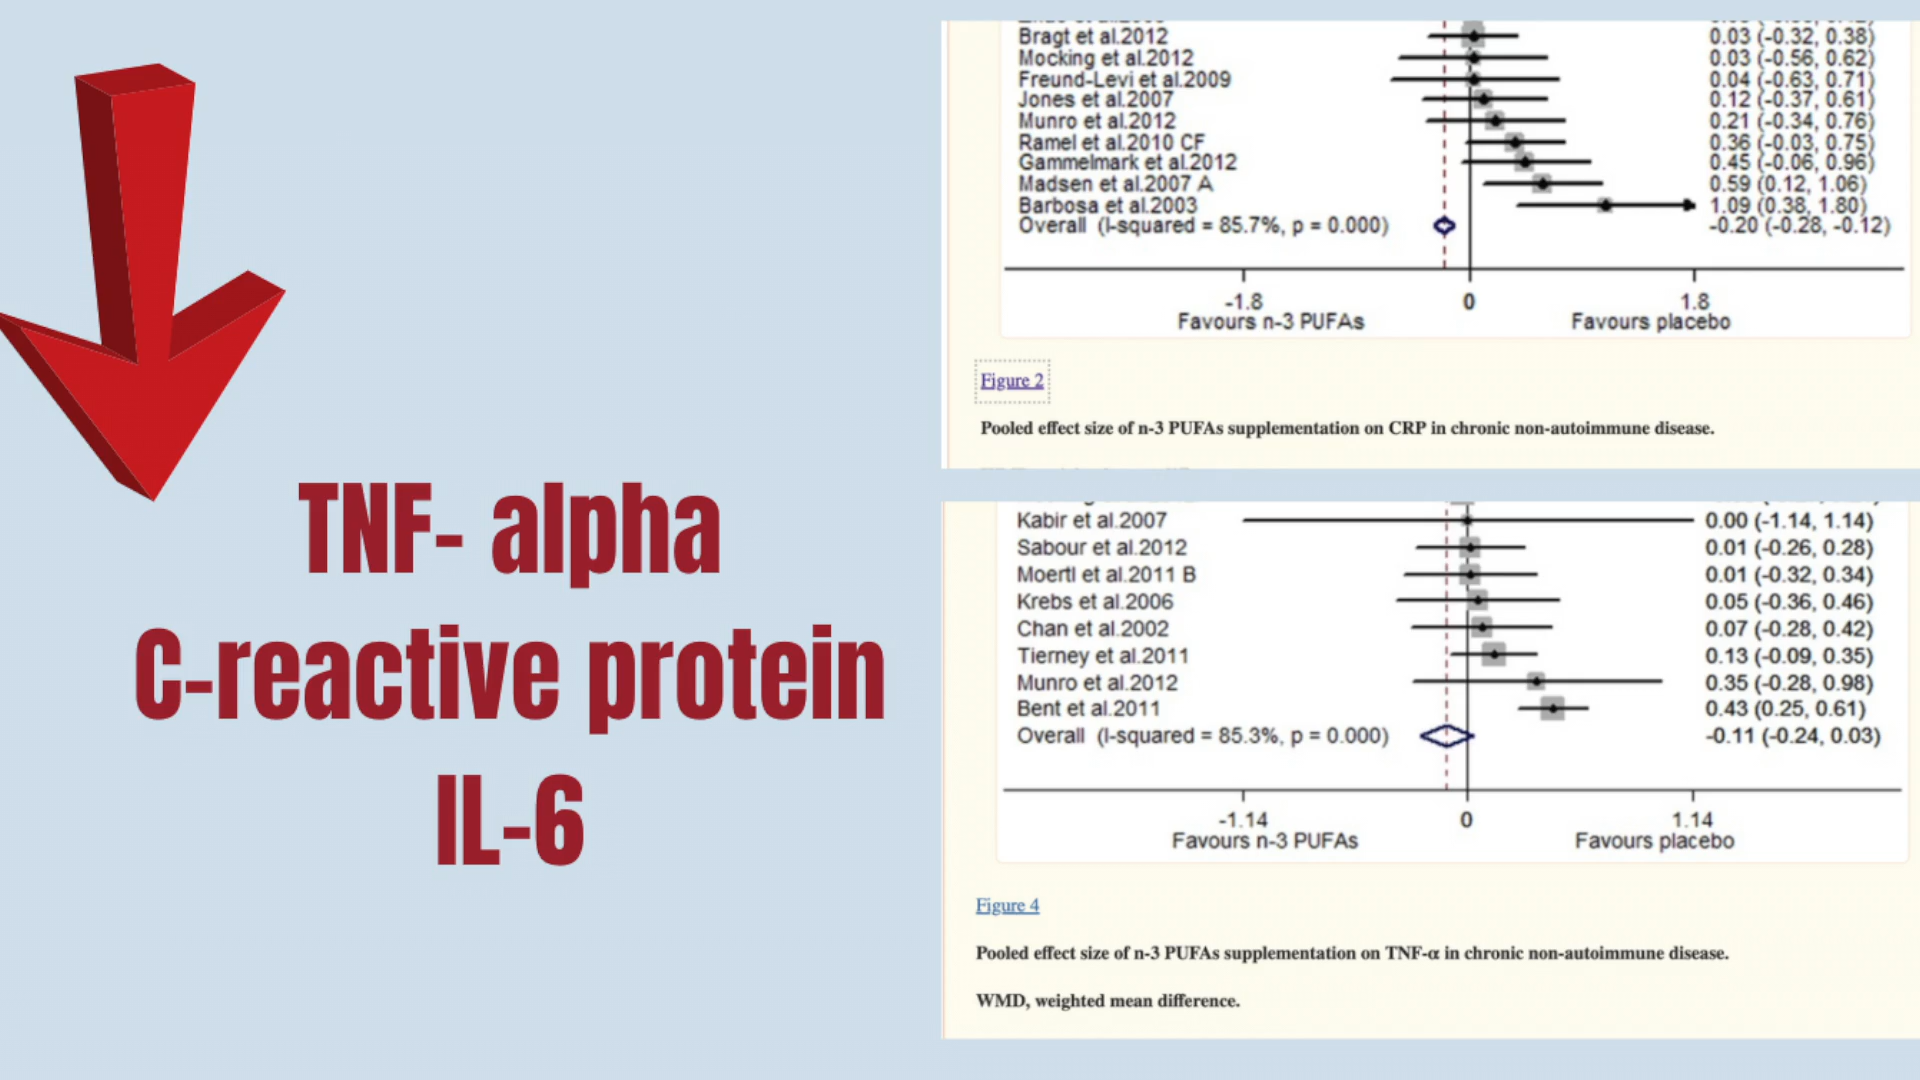 TNF- alpha
C-reactive protein
IL-6
Bragt et al.2012 0.03 (-0.32, 0.38)
Mocking et al.2012 0.03 (-0.56, 0.62)
Freund-Levi et al.2009 0.04 (-0.63, 0.71)
Jones et al.2007 0.12 (-0.37, 0.61)
Munro et al.2012 0.21 (-0.34, 0.76)
Ramel et al.2010 CF 0.36 (-0.03, 0.75)
Gammelmark et al.2012 0.45 (-0.06, 0.96)
Madsen et al.2007 A 0.59 (0.12, 1.06)
Barbosa et al.2003 1.09 (0.38, 1.80)
Overall (I-squared = 85.7%, p = 0.000) -0.20 (-0.28, -0.12)
-1.8 0 1.8
Favours n-3 PUFAs Favours placebo
Figure 2
Pooled effect size of n-3 PUFAs supplementation on CRP in chronic non-autoimmune disease.
Kabir et al.2007 0.00 (-1.14, 1.14)
Sabour et al.2012 0.01 (-0.26, 0.28)
Moertl et al.2011 B 0.01 (-0.32, 0.34)
Krebs et al.2006 0.05 (-0.36, 0.46)
Chan et al.2002 0.07 (-0.28, 0.42)
Tierney et al.2011 0.13 (-0.09, 0.35)
Munro et al.2012 0.35 (-0.28, 0.98)
Bent et al.2011 0.43 (0.25, 0.61)
Overall (I-squared = 85.3%, p = 0.000) -0.11 (-0.24, 0.03)
-1.14 0 1.14
Favours n-3 PUFAs Favours placebo
Figure 4
Pooled effect size of n-3 PUFAs supplementation on TNF-α in chronic non-autoimmune disease.
WMD, weighted mean difference.